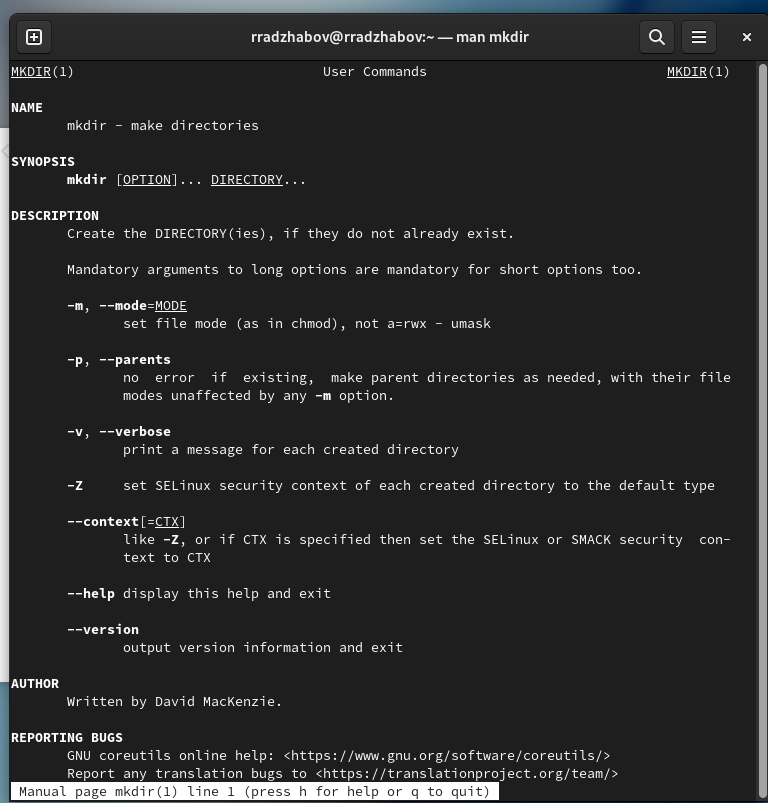 rradzhabov@rradzhabov:~ — man mkdir
MKDIR(1) User Commands MKDIR(1)
NAME
mkdir - make directories
SYNOPSIS
mkdir [OPTION]... DIRECTORY...
DESCRIPTION
Create the DIRECTORY(ies), if they do not already exist.
Mandatory arguments to long options are mandatory for short options too.
-m, --mode=MODE
set file mode (as in chmod), not a=rwx - umask
-p, --parents
no error if existing, make parent directories as needed, with their file
modes unaffected by any -m option.
-v, --verbose
print a message for each created directory
-Z set SELinux security context of each created directory to the default type
--context[=CTX]
like -Z, or if CTX is specified then set the SELinux or SMACK security con-
text to CTX
--help display this help and exit
--version
output version information and exit
AUTHOR
Written by David MacKenzie.
REPORTING BUGS
GNU coreutils online help: <https://www.gnu.org/software/coreutils/>
Report any translation bugs to <https://translationproject.org/team/>
Manual page mkdir(1) line 1 (press h for help or q to quit)